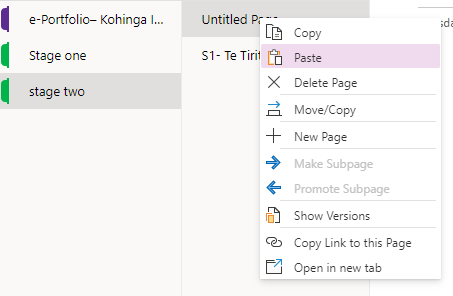 e-Portfolio– Kohinga I...
Stage one
stage two
Untitled Page
S1- Te Tirit
Copy
Paste
Delete Page
Move/Copy
New Page
Make Subpage
Promote Subpage
Show Versions
Copy Link to this Page
Open in new tab